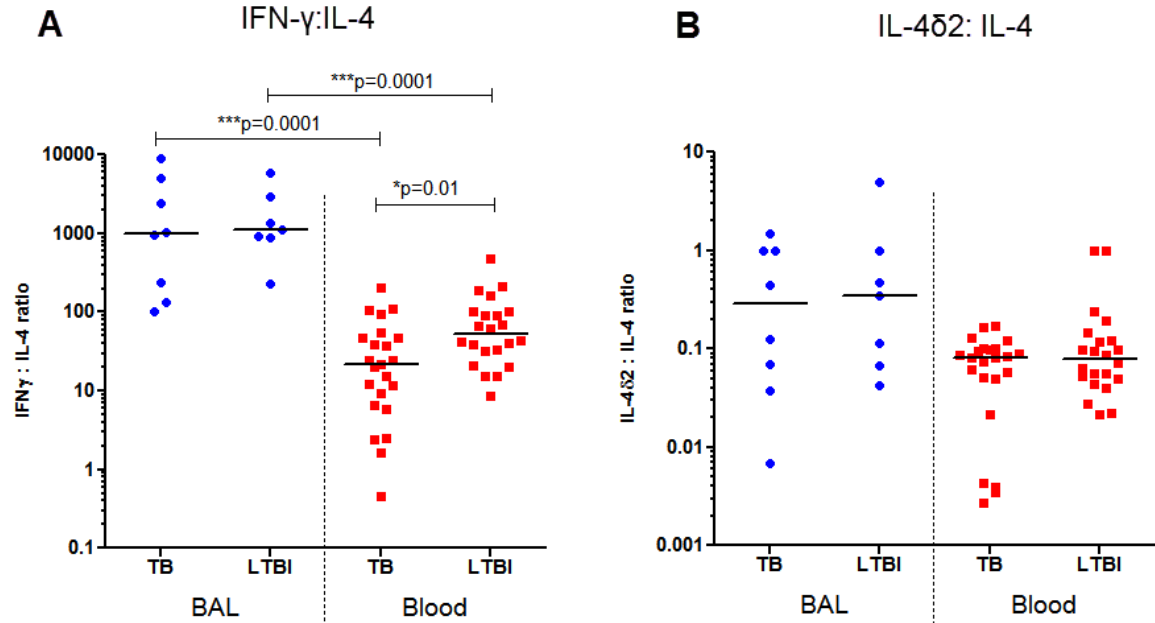 A
IFN-γ:IL-4
***p=0.0001
***p=0.0001
*p=0.01
IFNγ : IL-4 ratio
10000
1000
100
10
1
0.1
TB
LTBI
TB
LTBI
BAL
Blood
B
IL-4δ2: IL-4
IL-4δ2 : IL-4 ratio
10
1
0.1
0.01
0.001
TB
LTBI
TB
LTBI
BAL
Blood